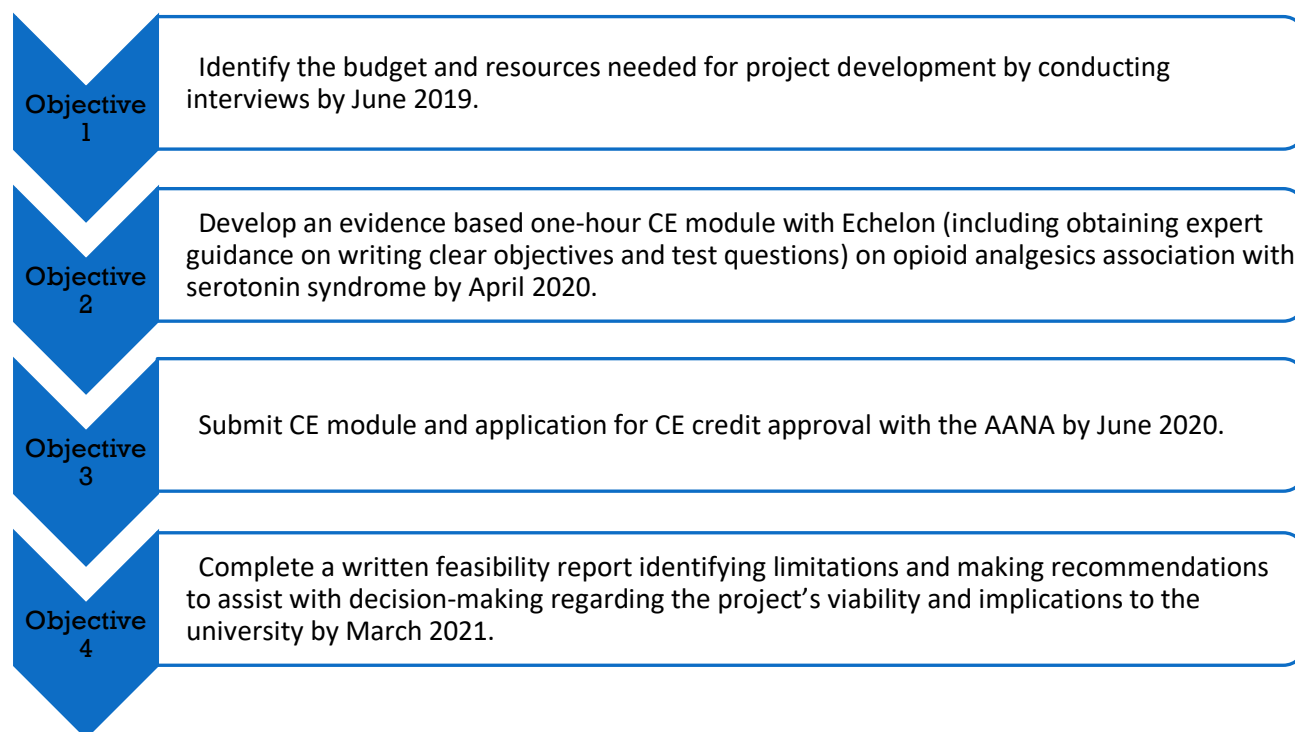 Objective
1
Identify the budget and resources needed for project development by conducting
interviews by June 2019.
Objective
2
Develop an evidence based one-hour CE module with Echelon (including obtaining expert
guidance on writing clear objectives and test questions) on opioid analgesics association with
serotonin syndrome by April 2020.
Objective
3
Submit CE module and application for CE credit approval with the AANA by June 2020.
Objective
4
Complete a written feasibility report identifying limitations and making recommendations
to assist with decision-making regarding the project’s viability and implications to the
university by March 2021.